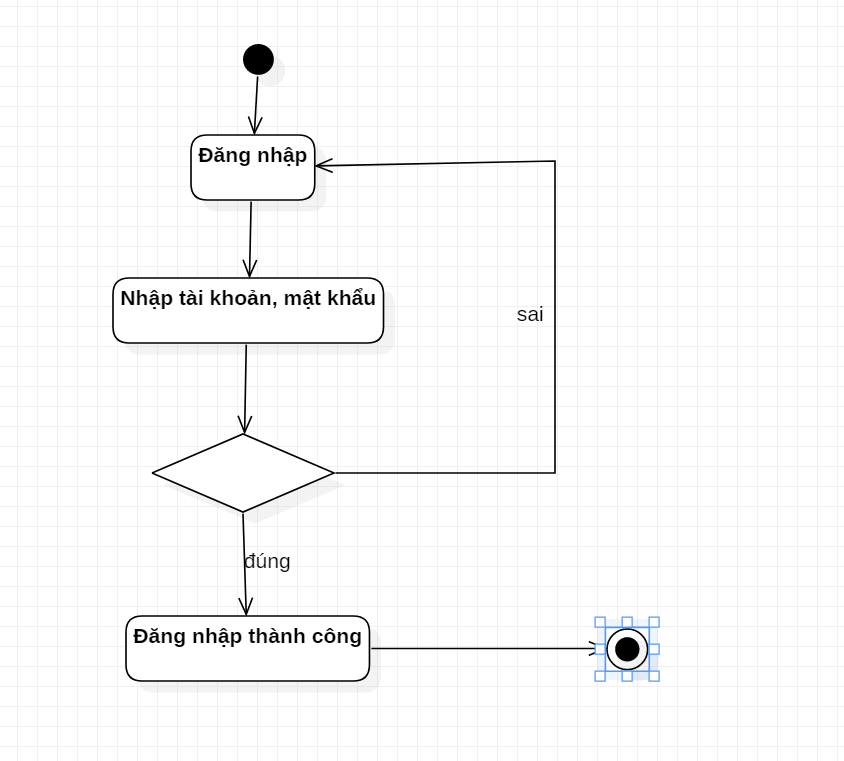 Đăng nhập
Nhập tài khoản, mật khẩu
sai
đúng
Đăng nhập thành công